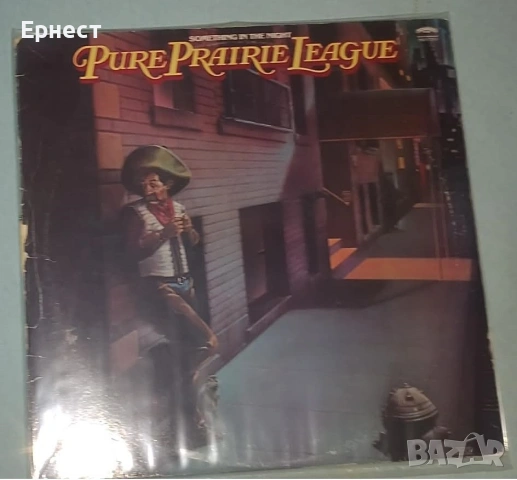 Ернест
SOMETHING IN THE NIGHT
PURE PRAIRIE LEAGUE
BAZAR